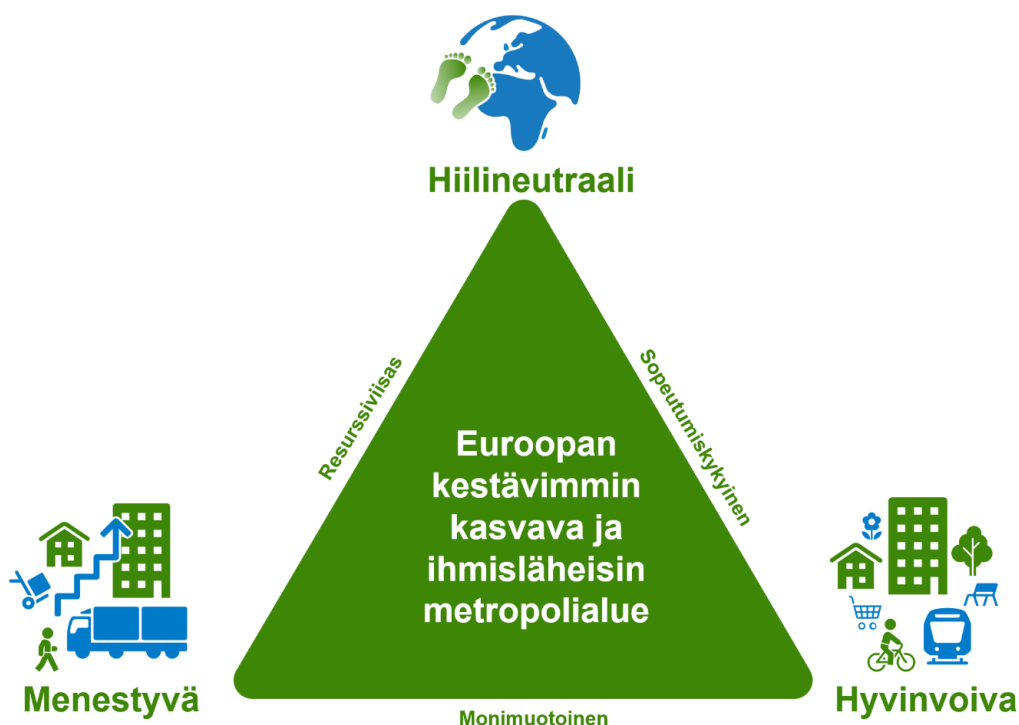 Hiilineutraali
Resurssiviisas
Sopeutumiskykyinen
Euroopan
kestävimmin
kasvava ja
ihmisläheisin
metropolialue
Menestyvä
Hyvinvoiva
Monimuotoinen